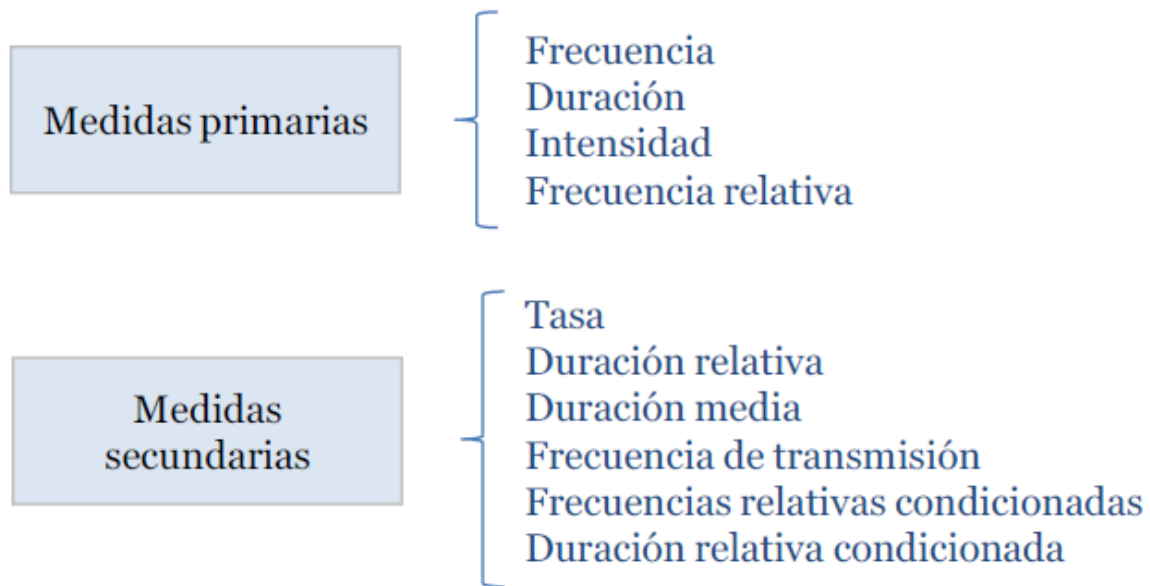 Medidas primarias
Frecuencia
Duración
Intensidad
Frecuencia relativa
Medidas
secundarias
Tasa
Duración relativa
Duración media
Frecuencia de transmisión
Frecuencias relativas condicionadas
Duración relativa condicionada